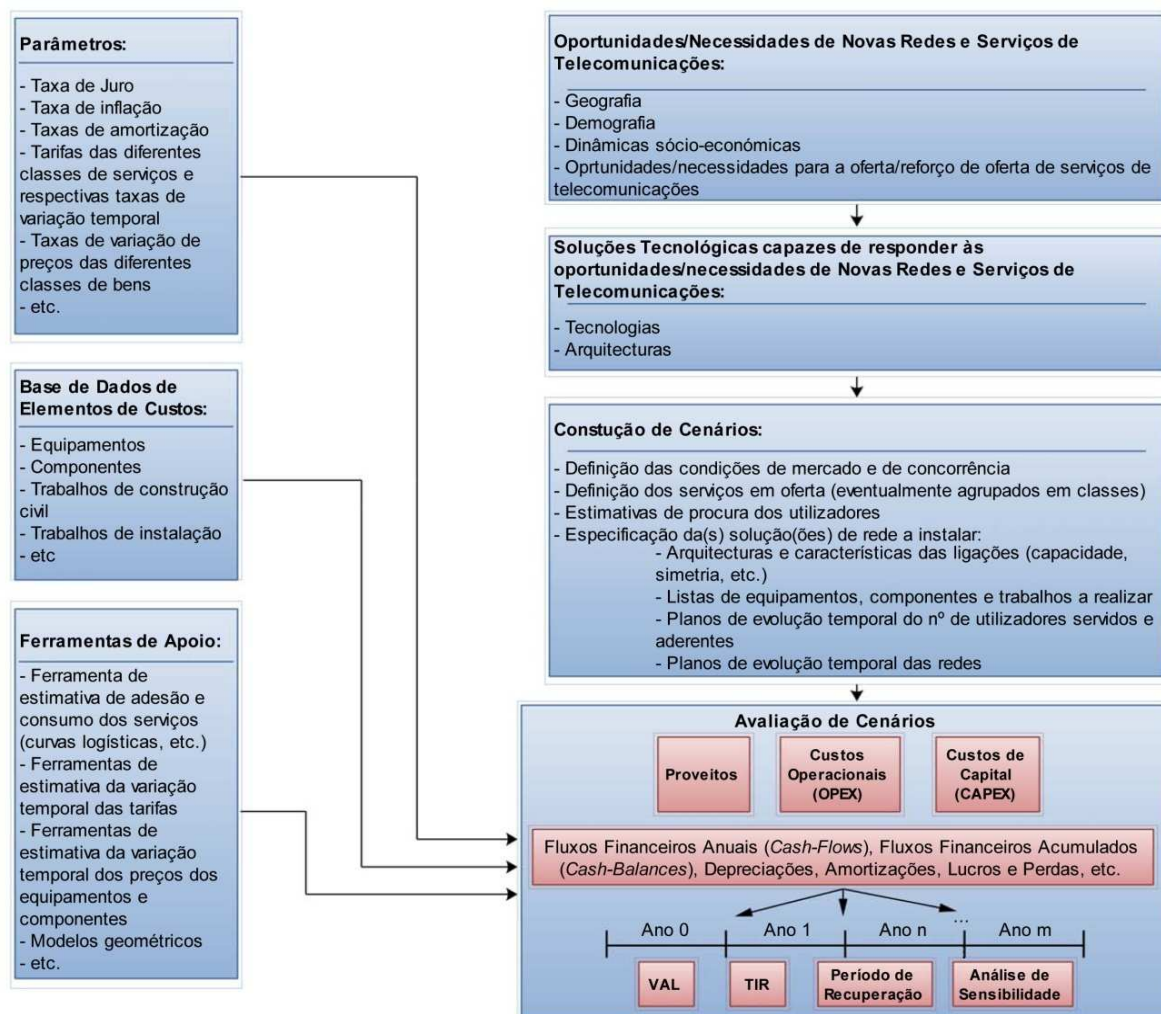 Parâmetros:
- Taxa de Juro
- Taxa de inflação
- Taxas de amortização
- Tarifas das diferentes
classes de serviços e
respectivas taxas de
variação temporal
- Taxas de variação de
preços das diferentes
classes de bens
- etc.
Base de Dados de
Elementos de Custos:
- Equipamentos
- Componentes
- Trabalhos de construção
civil
- Trabalhos de instalação
- etc
Ferramentas de Apoio:
- Ferramenta de
estimativa de adesão e
consumo dos serviços
(curvas logísticas, etc.)
- Ferramentas de
estimativa da variação
temporal das tarifas
- Ferramentas de
estimativa da variação
temporal dos preços dos
equipamentos e
componentes
- Modelos geométricos
- etc.
Oportunidades/Necessidades de Novas Redes e Serviços de
Telecomunicações:
- Geografia
- Demografia
- Dinâmicas sócio-económicas
- Oprtunidades/necessidades para a oferta/reforço de oferta de serviços de
telecomunicações
Soluções Tecnológicas capazes de responder às
oportunidades/necessidades de Novas Redes e Serviços de
Telecomunicações:
- Tecnologias
- Arquitecturas
Constução de Cenários:
- Definição das condições de mercado e de concorrência
- Definição dos serviços em oferta (eventualmente agrupados em classes)
- Estimativas de procura dos utilizadores
- Especificação da(s) solução(ões) de rede a instalar:
- Arquitecturas e características das ligações (capacidade,
simetria, etc.)
- Listas de equipamentos, componentes e trabalhos a realizar
- Planos de evolução temporal do nº de utilizadores servidos e
aderentes
- Planos de evolução temporal das redes
Avaliação de Cenários
Proveitos
Custos
Operacionais
(OPEX)
Custos de
Capital
(CAPEX)
Fluxos Financeiros Anuais (Cash-Flows), Fluxos Financeiros Acumulados
(Cash-Balances), Depreciações, Amortizações, Lucros e Perdas, etc.
...
Ano 0 Ano 1 Ano n Ano m
VAL
TIR
Período de
Recuperação
Análise de
Sensibilidade